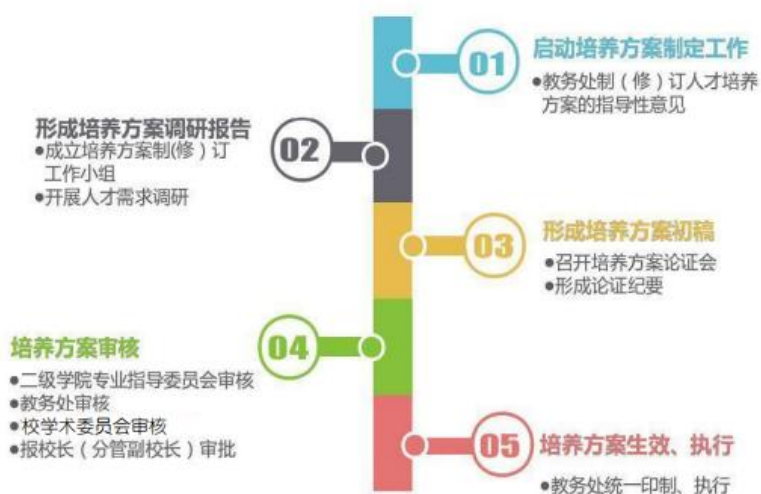 01
启动培养方案制定工作
●教务处制（修）订人才培养
方案的指导性意见
02
形成培养方案调研报告
●成立培养方案制(修）订
工作小组
●开展人才需求调研
03
形成培养方案初稿
●召开培养方案论证会
●形成论证纪要
04
培养方案审核
●二级学院专业指导委员会审核
●教务处审核
●校学术委员会审核
●报校长（分管副校长）审批
05
培养方案生效、执行
●教务处统一印制、执行